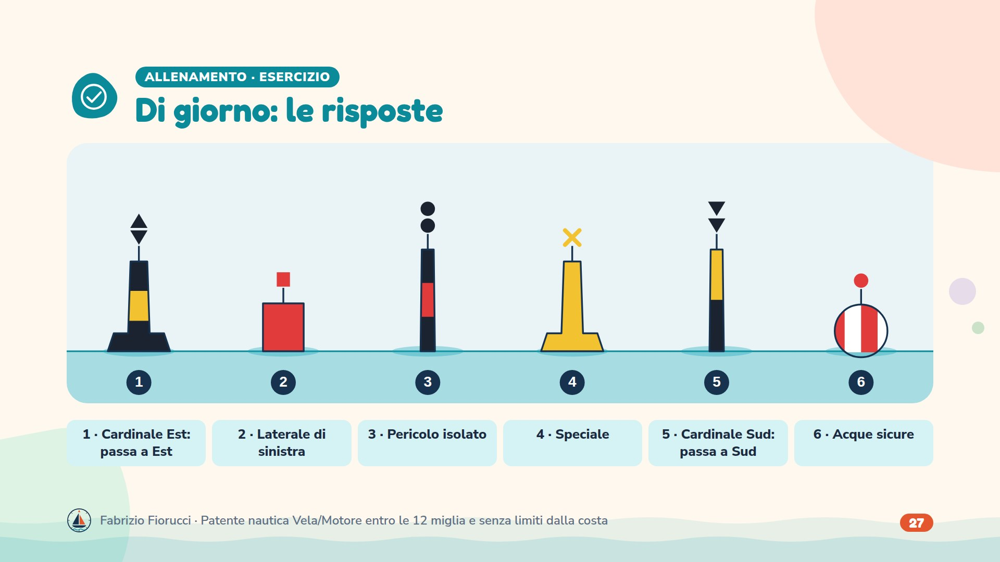 ALLENAMENTO · ESERCIZIO
Di giorno: le risposte
1
2
3
4
5
6
1 · Cardinale Est:
passa a Est
2 · Laterale di
sinistra
3 · Pericolo isolato
4 · Speciale
5 · Cardinale Sud:
passa a Sud
6 · Acque sicure
Fabrizio Fiorucci · Patente nautica Vela/Motore entro le 12 miglia e senza limiti dalla costa
27